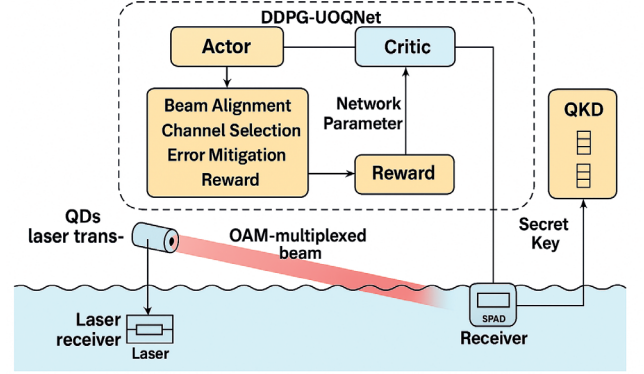 DDPG-UOQNet
Actor
Critic
Beam Alignment
Channel Selection
Error Mitigation
Reward
Network
Parameter
Reward
QKD
QDs
laser trans-
OAM-multiplexed
beam
Secret
Key
Laser
receiver
Laser
SPAD
Receiver